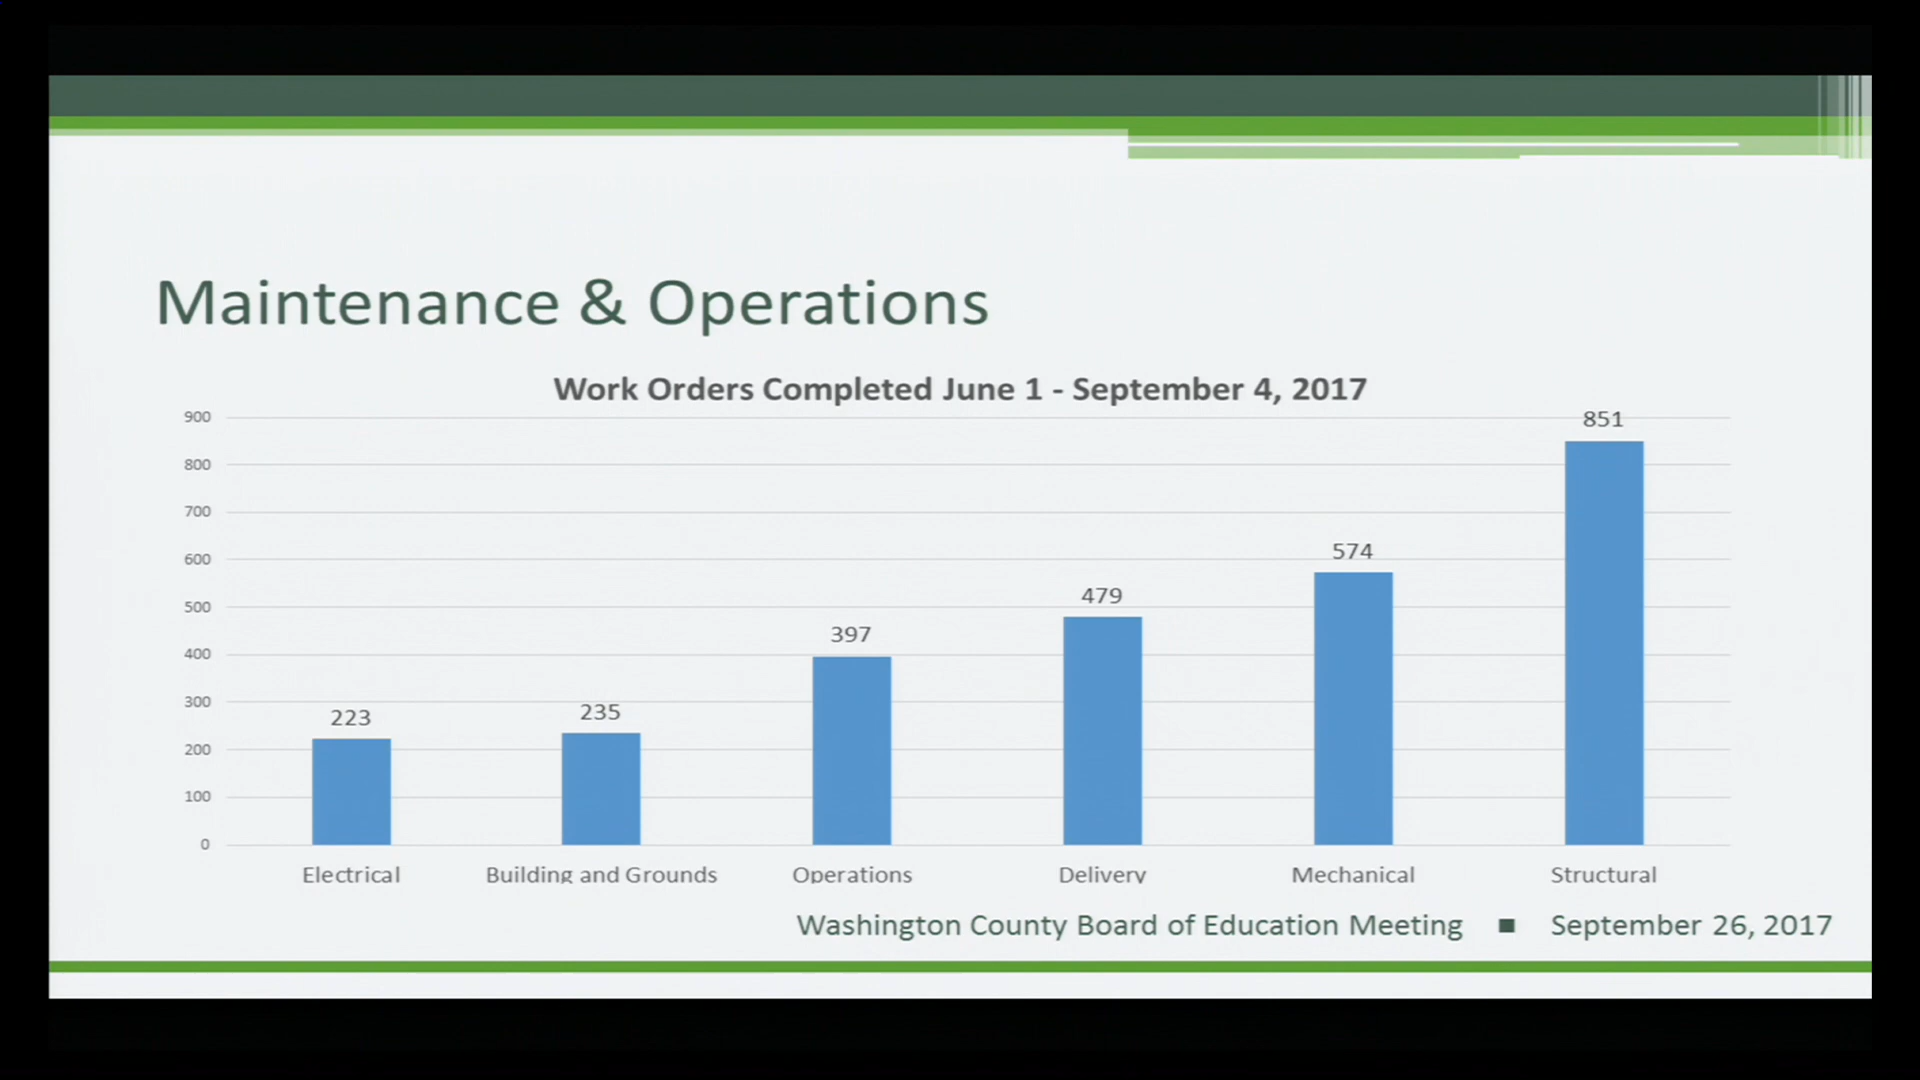 Maintenance & Operations
Work Orders Completed June 1 - September 4, 2017
900
800
700
600
500
400
300
200
100
0
223
235
397
479
574
851
Electrical
Building and Grounds
Operations
Delivery
Mechanical
Structural
Washington County Board of Education Meeting ■ September 26, 2017